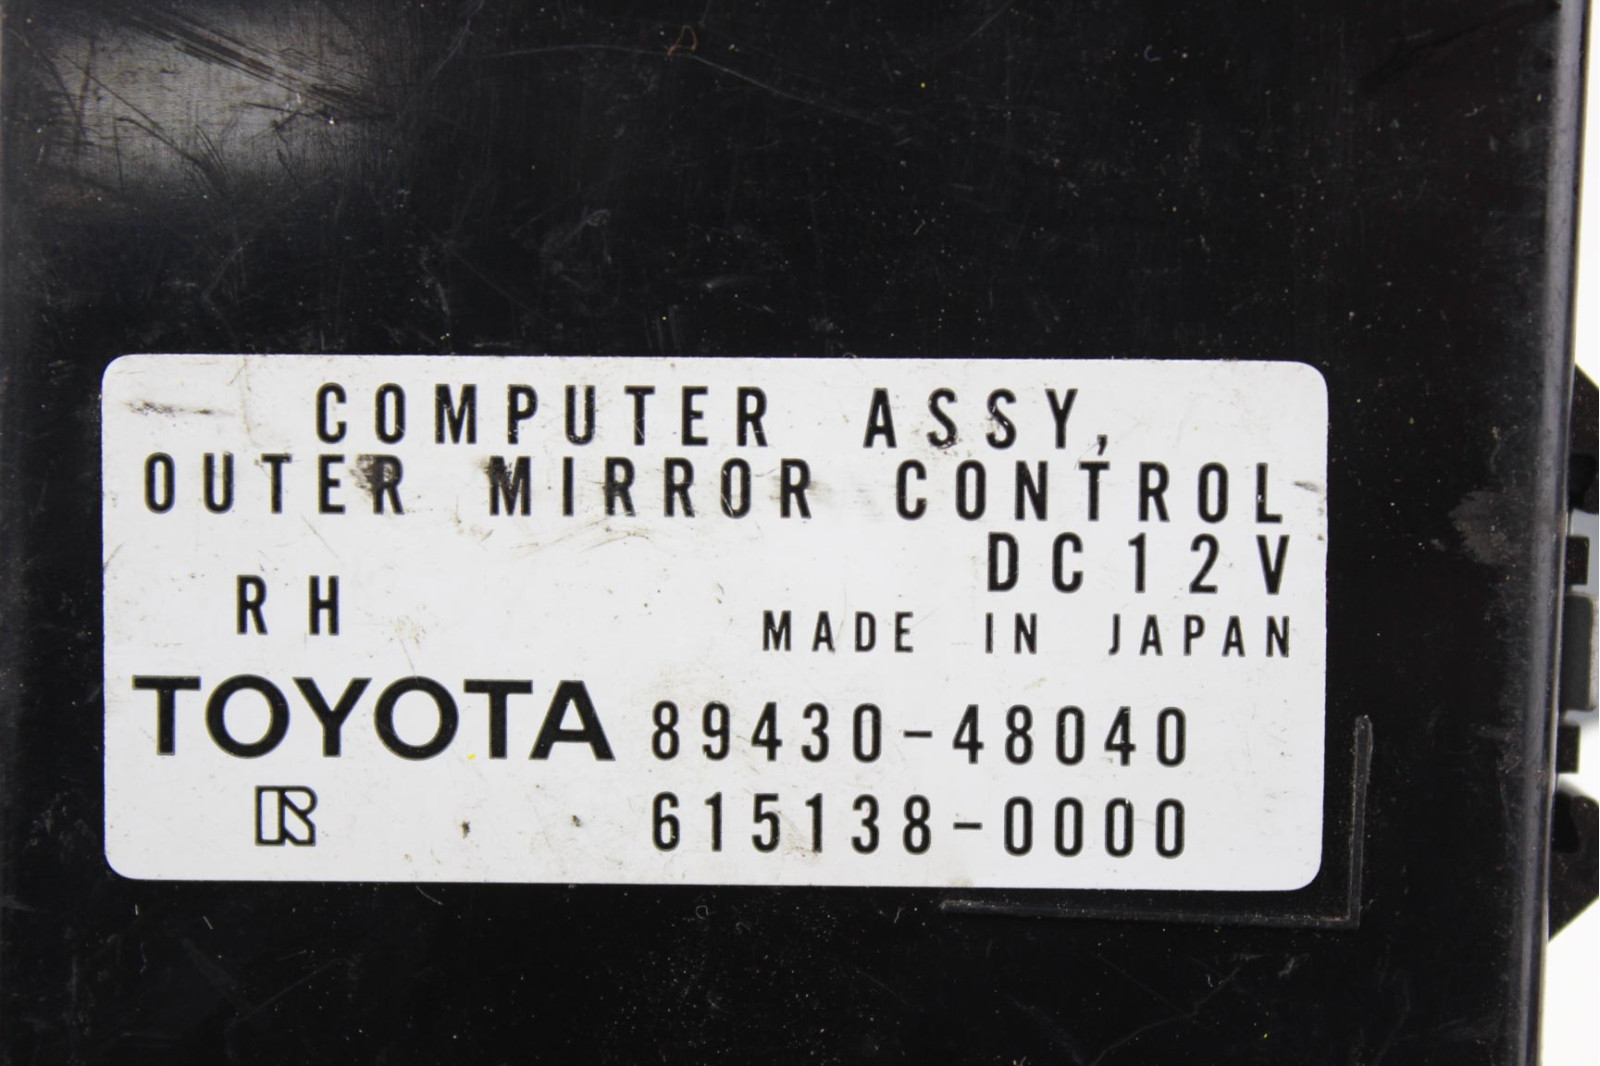 COMPUTER ASSY,
OUTER MIRROR CONTROL
DC12V
RH
MADE IN JAPAN
TOYOTA 89430-48040
R 615138-0000